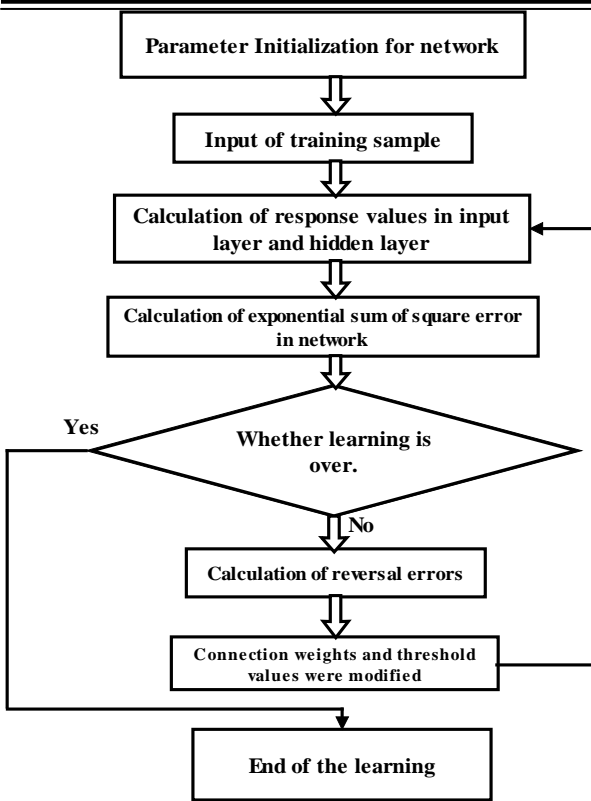 Parameter Initialization for network
Input of training sample
Calculation of response values in input
layer and hidden layer
Calculation of exponential sum of square error
in network
Yes
Whether learning is
over.
No
Calculation of reversal errors
Connection weights and threshold
values were modified
End of the learning